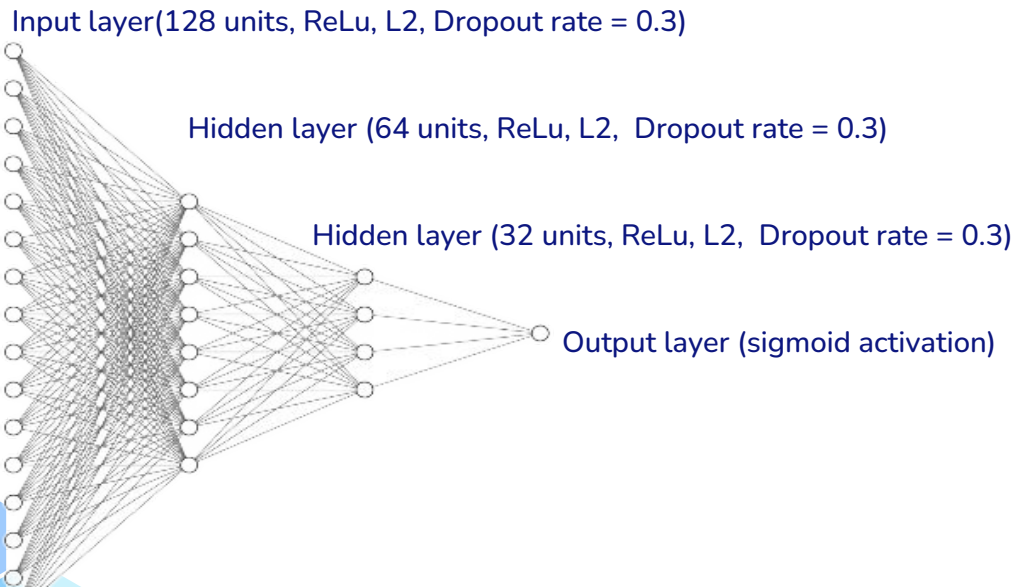 Input layer(128 units, ReLu, L2, Dropout rate = 0.3)
Hidden layer (64 units, ReLu, L2,  Dropout rate = 0.3)
Hidden layer (32 units, ReLu, L2,  Dropout rate = 0.3)
Output layer (sigmoid activation)